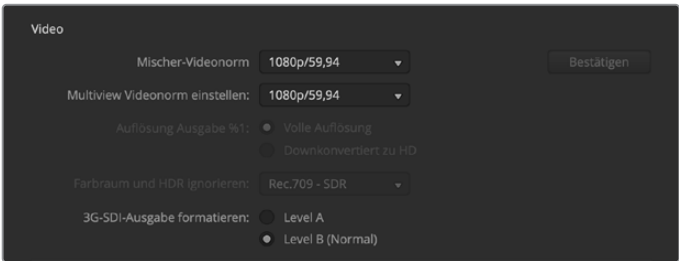 Video
Mischer-Videonorm 1080p/59,94 Bestätigen
Multiview Videonorm einstellen: 1080p/59,94
Auflösung Ausgabe %1: Volle Auflösung
Downkonvertiert zu HD
Farbraum und HDR ignorieren: Rec.709 - SDR
3G-SDI-Ausgabe formatieren: Level A
Level B (Normal)